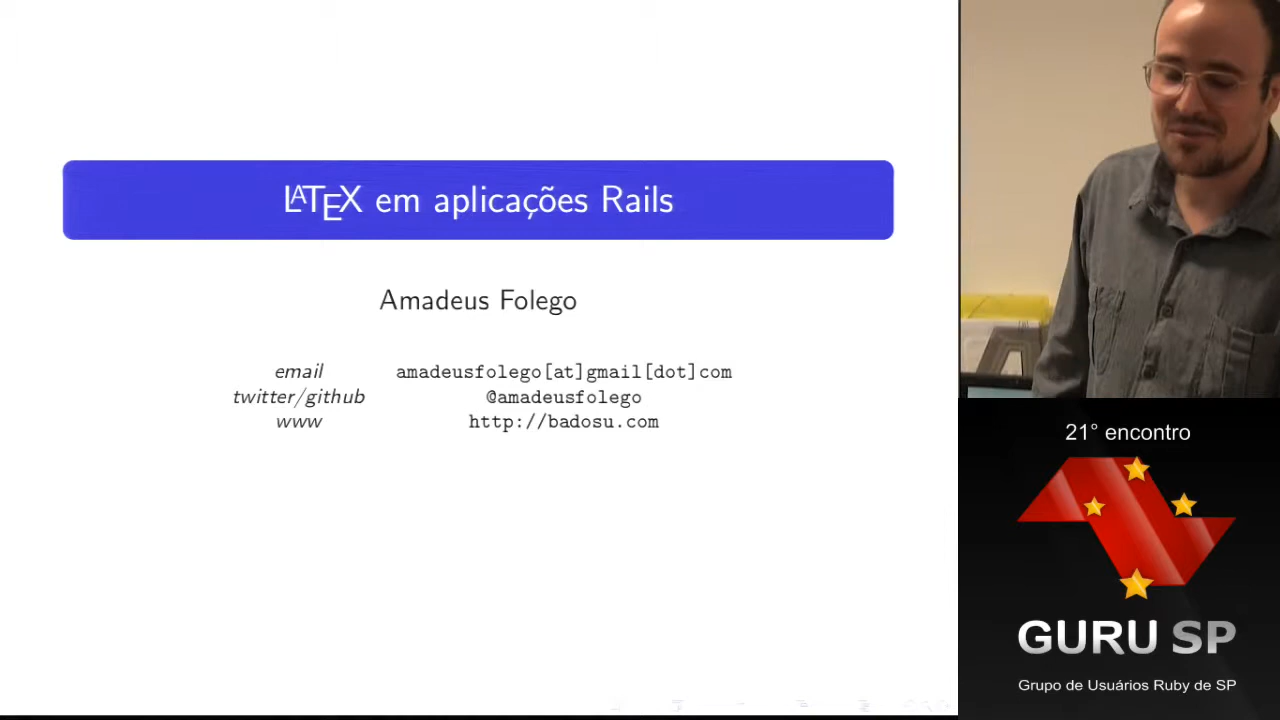 LATEX em aplicações Rails
Amadeus Folego
email amadeusfolego[at]gmail[dot]com
twitter/github @amadeusfolego
www http://badosu.com
21° encontro
GURU SP
Grupo de Usuários Ruby de SP